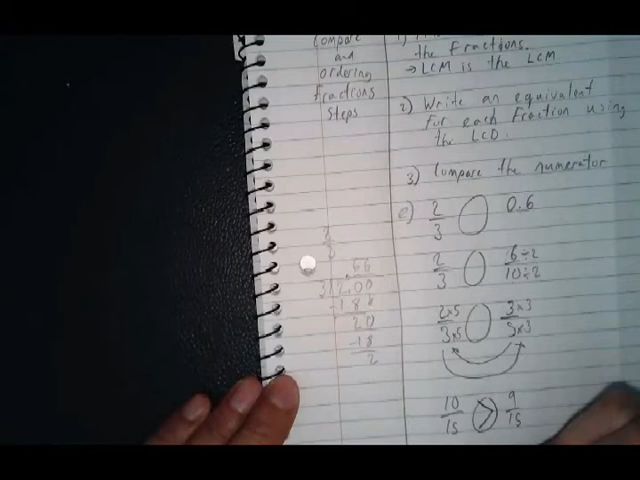 Compare
and
ordering
fractions
Steps
1)
the Fractions.
→ LCM is the LCM
2) Write an equivalent
for each Fraction using
the LCD.
3) Compare the numerator
e) 2/3 ◯ 0.6
2/3 ◯ 6÷2/10÷2
2×5/3×5 ◯ 3×3/5×3
10/15 > 9/15
.66
3 2.00
-18
20
-18
2